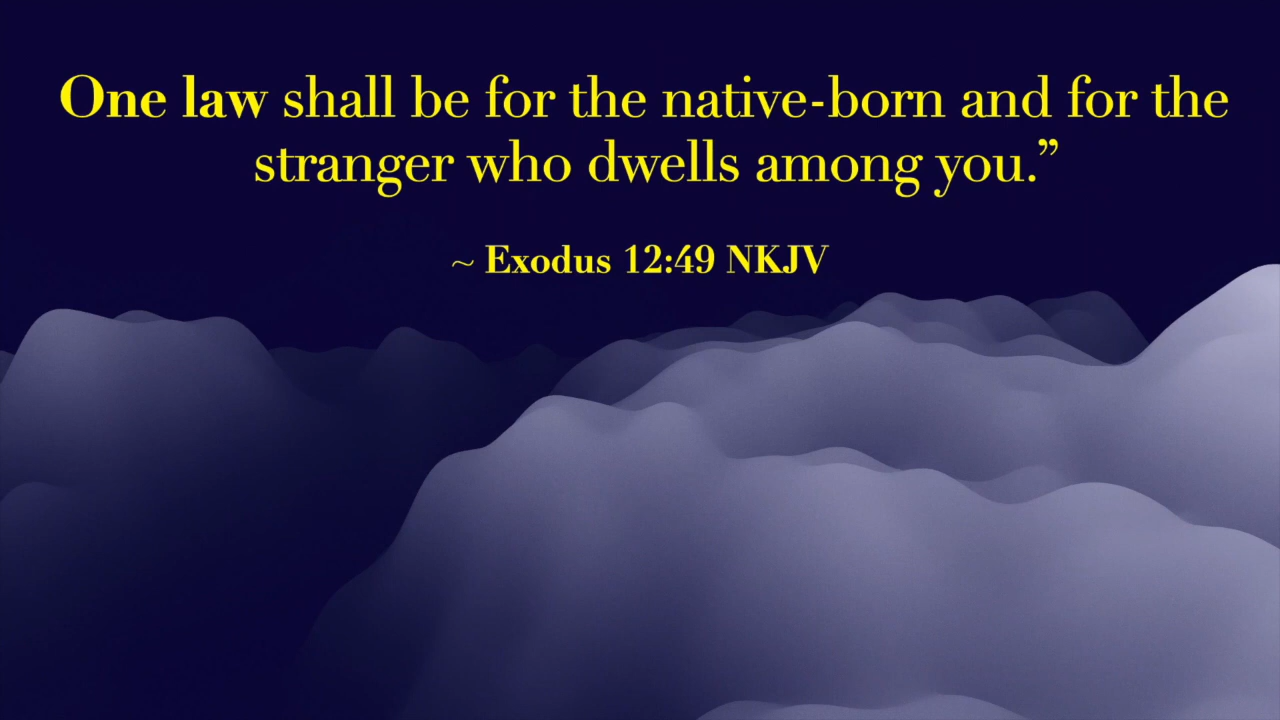 One law shall be for the native-born and for the
stranger who dwells among you.”
~ Exodus 12:49 NKJV